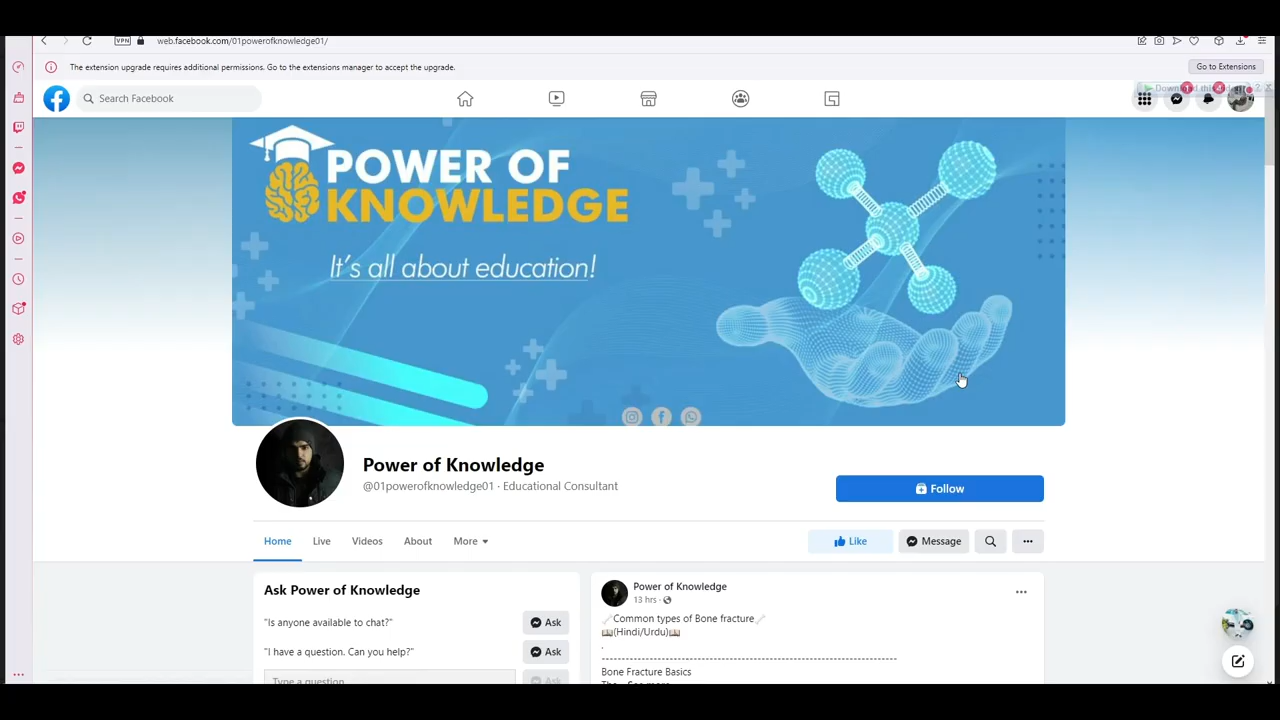 VPN web.facebook.com/01powerofknowledge01/
The extension upgrade requires additional permissions. Go to the extensions manager to accept the upgrade. Go to Extensions
Search Facebook
POWER OF
KNOWLEDGE
It's all about education!
Power of Knowledge
@01powerofknowledge01 · Educational Consultant
Follow
Home Live Videos About More
Like Message
Ask Power of Knowledge
"Is anyone available to chat?" Ask
"I have a question. Can you help?" Ask
Type a question Ask
Power of Knowledge
13 hrs ·
Common types of Bone fracture
(Hindi/Urdu)
.
--------------------------------------------------------------------------
Bone Fracture Basics